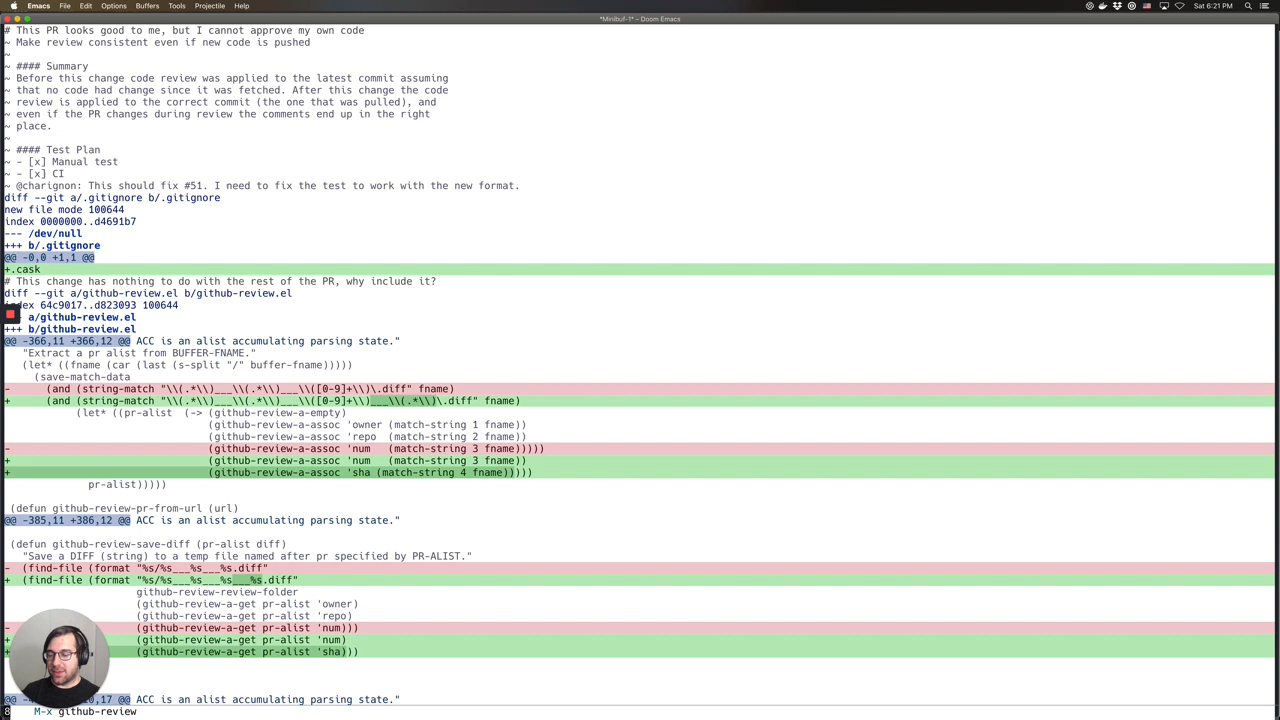 Emacs File Edit Options Buffers Tools Projectile Help Sat 6:21 PM
*Minibuf-1* – Doom Emacs
# This PR looks good to me, but I cannot approve my own code
~ Make review consistent even if new code is pushed
~
~ #### Summary
~ Before this change code review was applied to the latest commit assuming
~ that no code had change since it was fetched. After this change the code
~ review is applied to the correct commit (the one that was pulled), and
~ even if the PR changes during review the comments end up in the right
~ place.
~
~ #### Test Plan
~ - [x] Manual test
~ - [x] CI
~ @charignon: This should fix #51. I need to fix the test to work with the new format.
diff --git a/.gitignore b/.gitignore
new file mode 100644
index 0000000..d4691b7
--- /dev/null
+++ b/.gitignore
@@ -0,0 +1,1 @@
+.cask
# This change has nothing to do with the rest of the PR, why include it?
diff --git a/github-review.el b/github-review.el
index 64c9017..d823093 100644
a/github-review.el
+++ b/github-review.el
@@ -366,11 +366,12 @@ ACC is an alist accumulating parsing state."
"Extract a pr alist from BUFFER-FNAME."
(let* ((fname (car (last (s-split "/" buffer-fname)))))
(save-match-data
- (and (string-match "\\(.*\\)___\\(.*\\)___\\([0-9]+\\)\.diff" fname)
+ (and (string-match "\\(.*\\)___\\(.*\\)___\\([0-9]+\\)___\\(.*\\)\.diff" fname)
(let* ((pr-alist (-> (github-review-a-empty)
(github-review-a-assoc 'owner (match-string 1 fname))
(github-review-a-assoc 'repo (match-string 2 fname))
- (github-review-a-assoc 'num (match-string 3 fname)))))
+ (github-review-a-assoc 'num (match-string 3 fname))
+ (github-review-a-assoc 'sha (match-string 4 fname)))))
pr-alist)))))
(defun github-review-pr-from-url (url)
@@ -385,11 +386,12 @@ ACC is an alist accumulating parsing state."
(defun github-review-save-diff (pr-alist diff)
"Save a DIFF (string) to a temp file named after pr specified by PR-ALIST."
- (find-file (format "%s/%s___%s___%s.diff"
+ (find-file (format "%s/%s___%s___%s___%s.diff"
github-review-review-folder
(github-review-a-get pr-alist 'owner)
(github-review-a-get pr-alist 'repo)
- (github-review-a-get pr-alist 'num)))
+ (github-review-a-get pr-alist 'num)
+ (github-review-a-get pr-alist 'sha)))
,17 @@ ACC is an alist accumulating parsing state."
8 M-x github-review